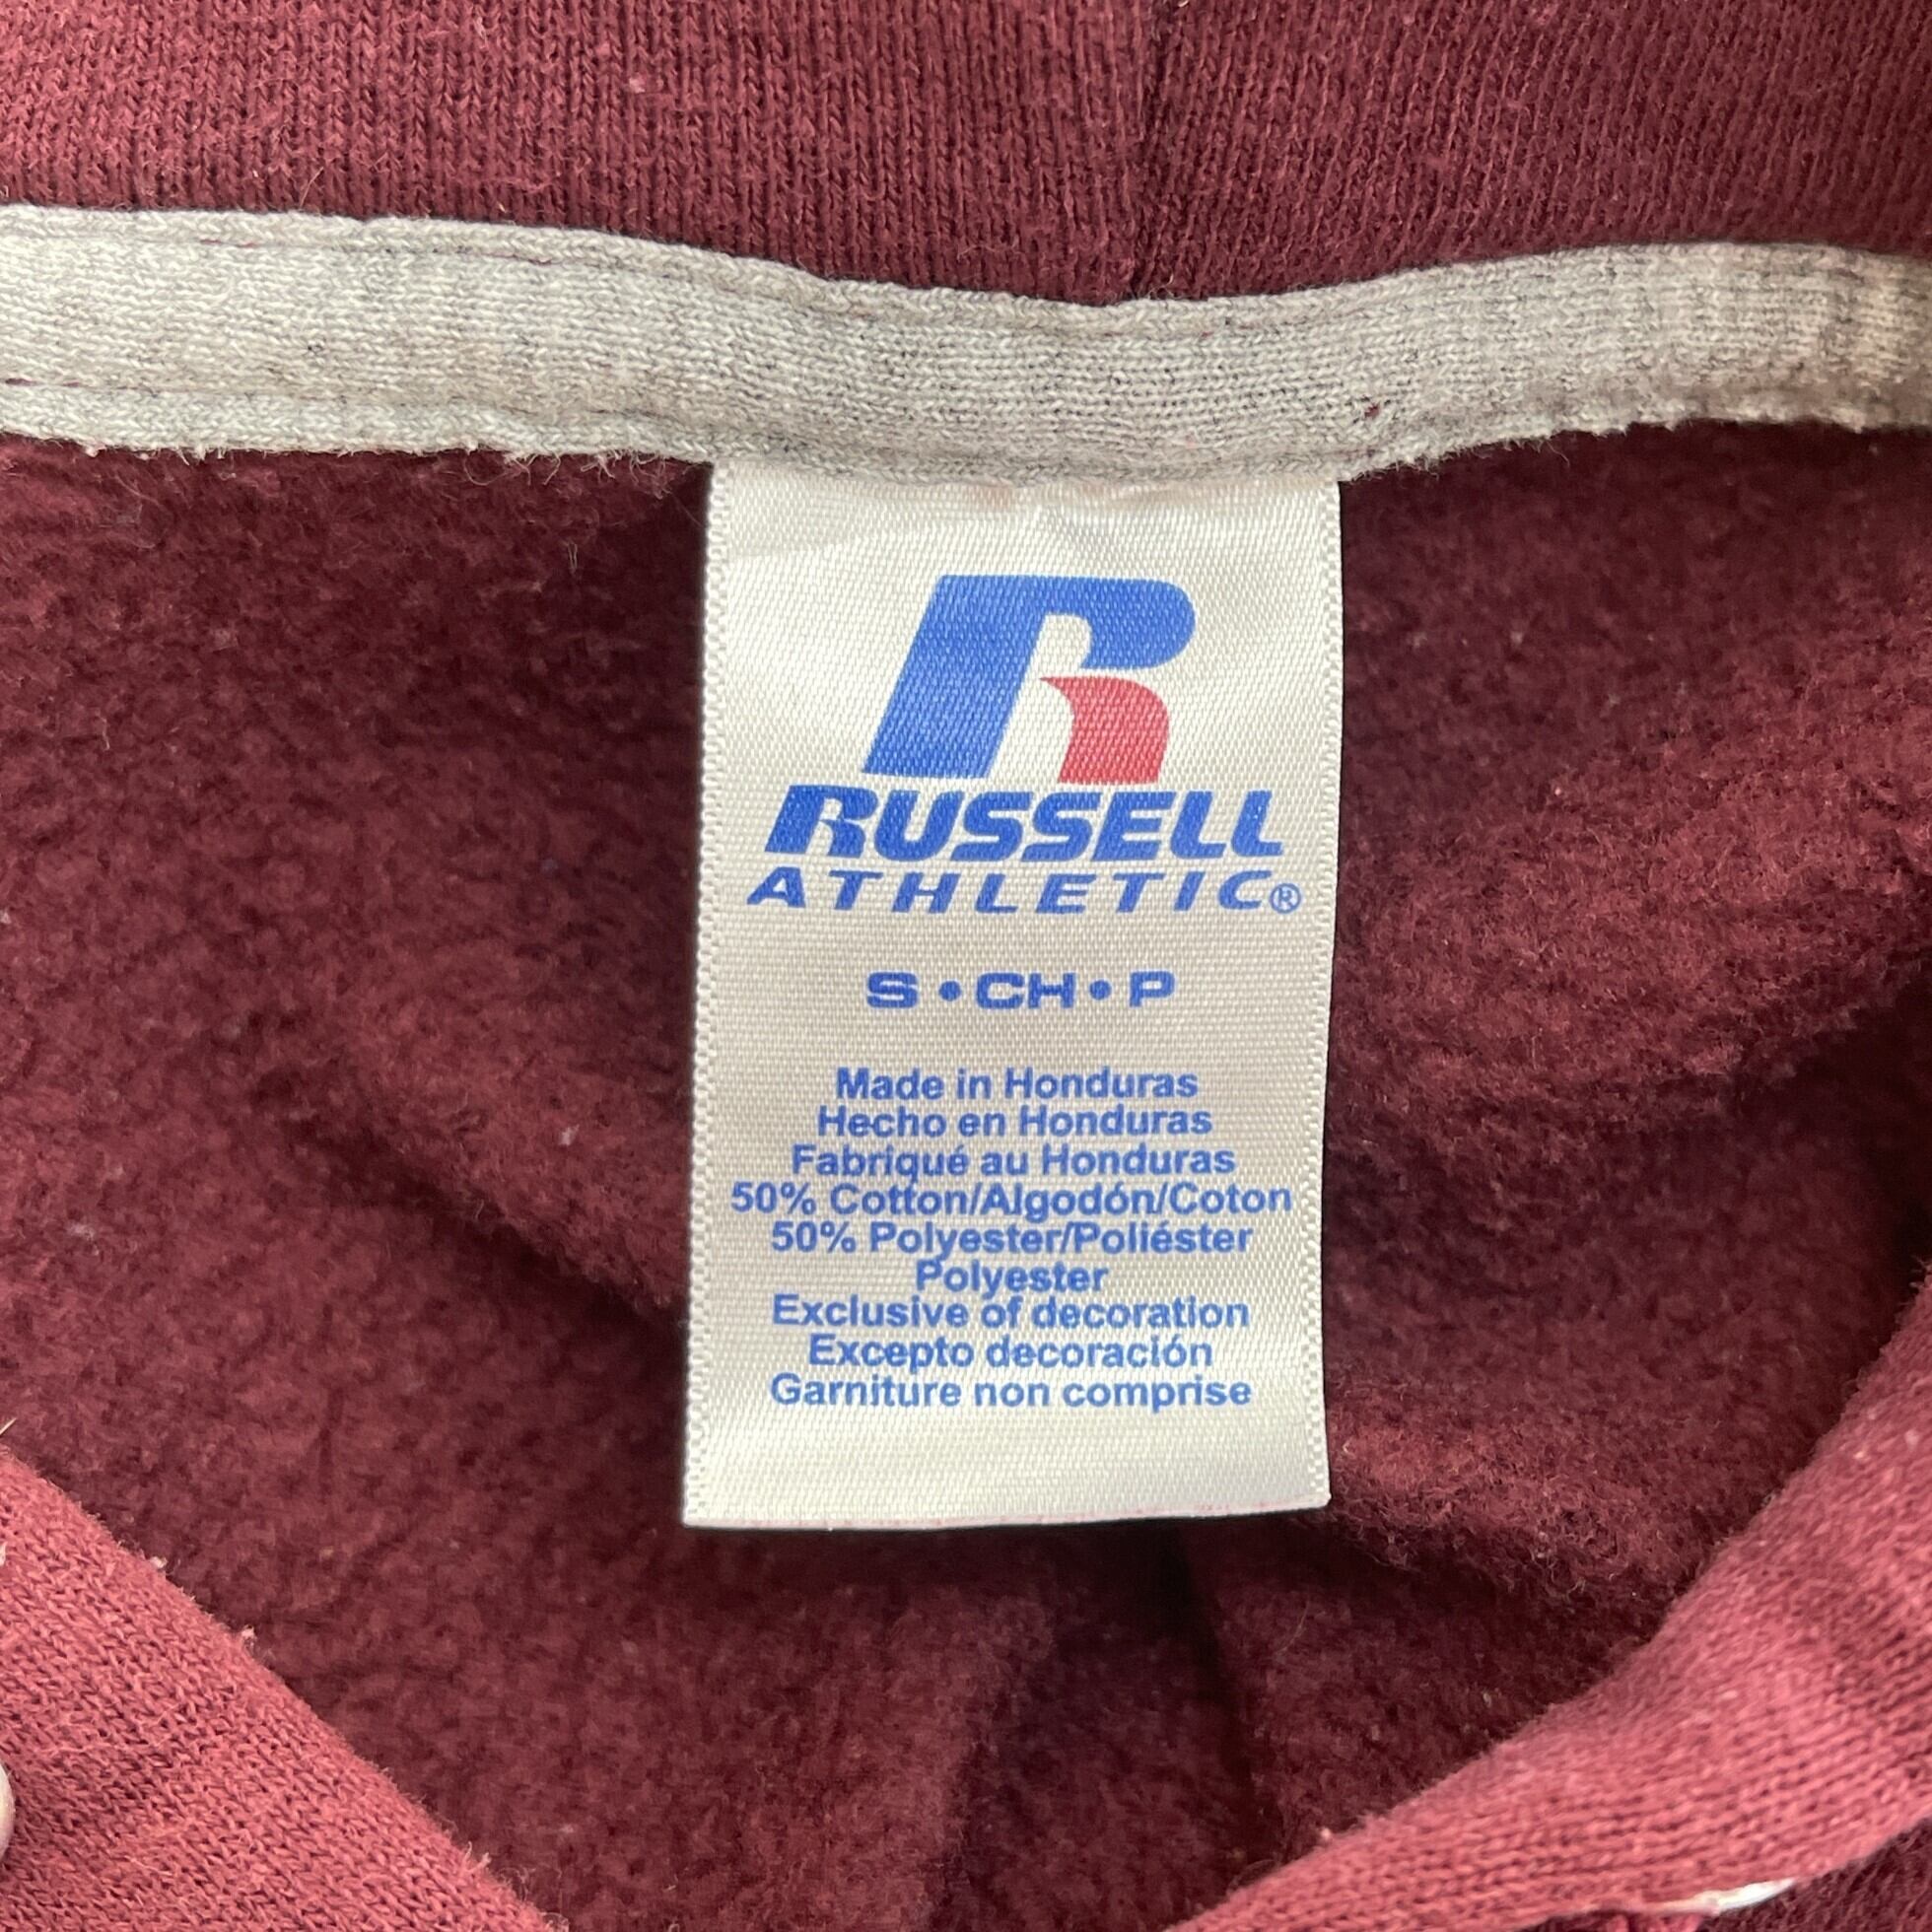 R
RUSSELL
ATHLETIC®
S • CH • P
Made in Honduras
Hecho en Honduras
Fabriqué au Honduras
50% Cotton/Algodón/Coton
50% Polyester/Poliéster
Polyester
Exclusive of decoration
Excepto decoración
Garniture non comprise